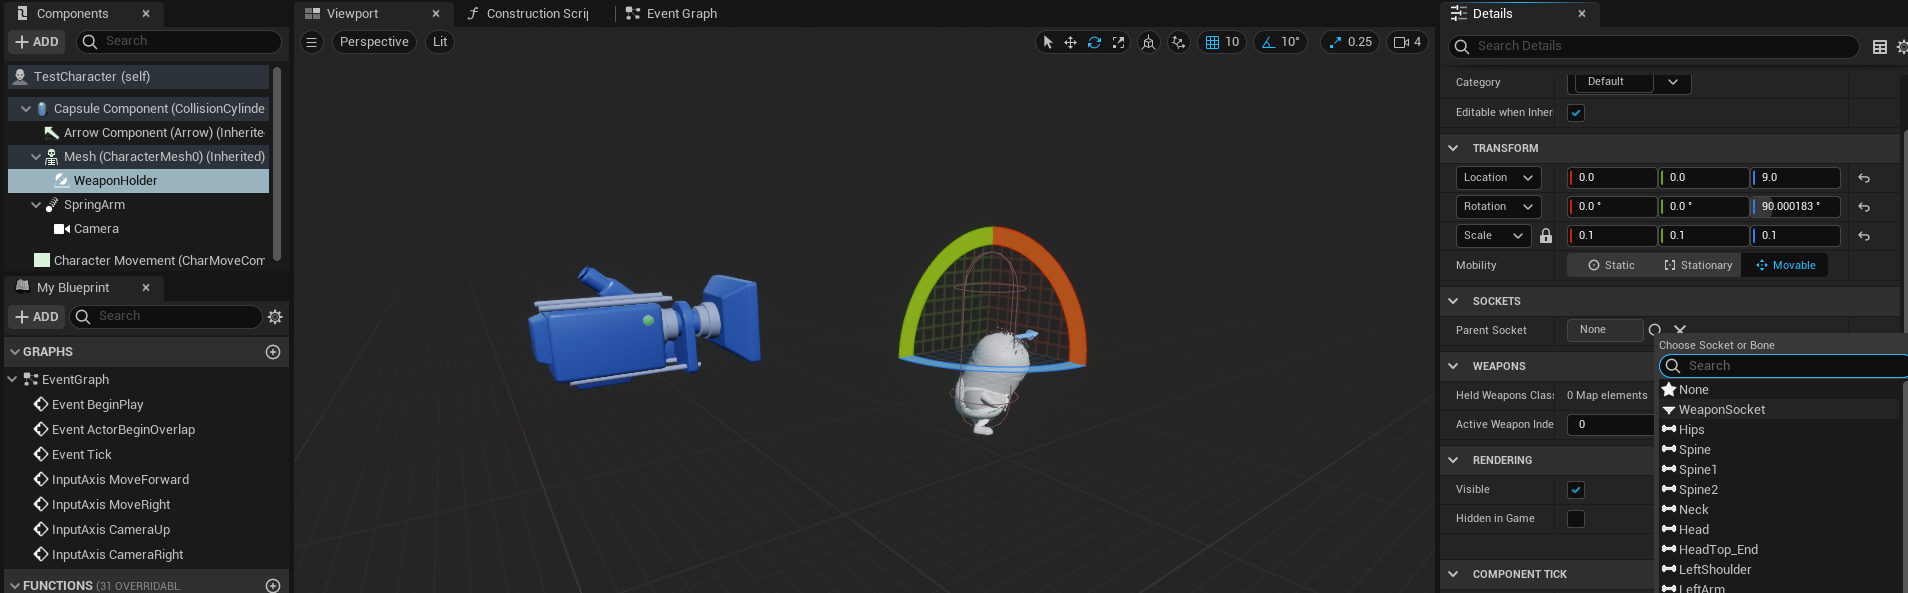 Components
ADD
Search
TestCharacter (self)
Capsule Component (CollisionCylinde
Arrow Component (Arrow) (Inherite
Mesh (CharacterMesh0) (Inherited)
WeaponHolder
SpringArm
Camera
Character Movement (CharMoveCom
My Blueprint
ADD
Search
GRAPHS
EventGraph
Event BeginPlay
Event ActorBeginOverlap
Event Tick
InputAxis MoveForward
InputAxis MoveRight
InputAxis CameraUp
InputAxis CameraRight
FUNCTIONS (31 OVERRIDABL
Viewport
Construction Scrip
Event Graph
Perspective
Lit
10
10°
0.25
4
Details
Search Details
Category
Default
Editable when Inher
TRANSFORM
Location
0.0
0.0
9.0
Rotation
0.0 °
0.0 °
90.000183 °
Scale
0.1
0.1
0.1
Mobility
Static
Stationary
Movable
SOCKETS
Parent Socket
None
Choose Socket or Bone
Search
None
WeaponSocket
Hips
Spine
Spine1
Spine2
Neck
Head
HeadTop_End
LeftShoulder
LeftArm
WEAPONS
Held Weapons Clas
0 Map elements
Active Weapon Inde
0
RENDERING
Visible
Hidden in Game
COMPONENT TICK